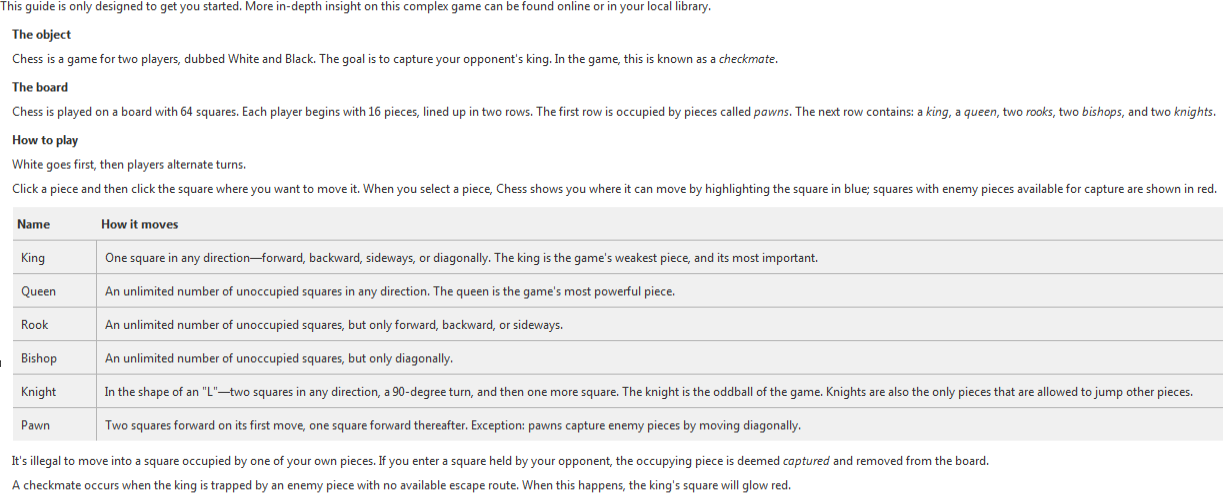 This guide is only designed to get you started. More in-depth insight on this complex game can be found online or in your local library.
The object
Chess is a game for two players, dubbed White and Black. The goal is to capture your opponent's king. In the game, this is known as a checkmate.
The board
Chess is played on a board with 64 squares. Each player begins with 16 pieces, lined up in two rows. The first row is occupied by pieces called pawns. The next row contains: a king, a queen, two rooks, two bishops, and two knights.
How to play
White goes first, then players alternate turns.
Click a piece and then click the square where you want to move it. When you select a piece, Chess shows you where it can move by highlighting the square in blue; squares with enemy pieces available for capture are shown in red.
Name How it moves
King One square in any direction—forward, backward, sideways, or diagonally. The king is the game's weakest piece, and its most important.
Queen An unlimited number of unoccupied squares in any direction. The queen is the game's most powerful piece.
Rook An unlimited number of unoccupied squares, but only forward, backward, or sideways.
Bishop An unlimited number of unoccupied squares, but only diagonally.
Knight In the shape of an "L"—two squares in any direction, a 90-degree turn, and then one more square. The knight is the oddball of the game. Knights are also the only pieces that are allowed to jump other pieces.
Pawn Two squares forward on its first move, one square forward thereafter. Exception: pawns capture enemy pieces by moving diagonally.
It's illegal to move into a square occupied by one of your own pieces. If you enter a square held by your opponent, the occupying piece is deemed captured and removed from the board.
A checkmate occurs when the king is trapped by an enemy piece with no available escape route. When this happens, the king's square will glow red.